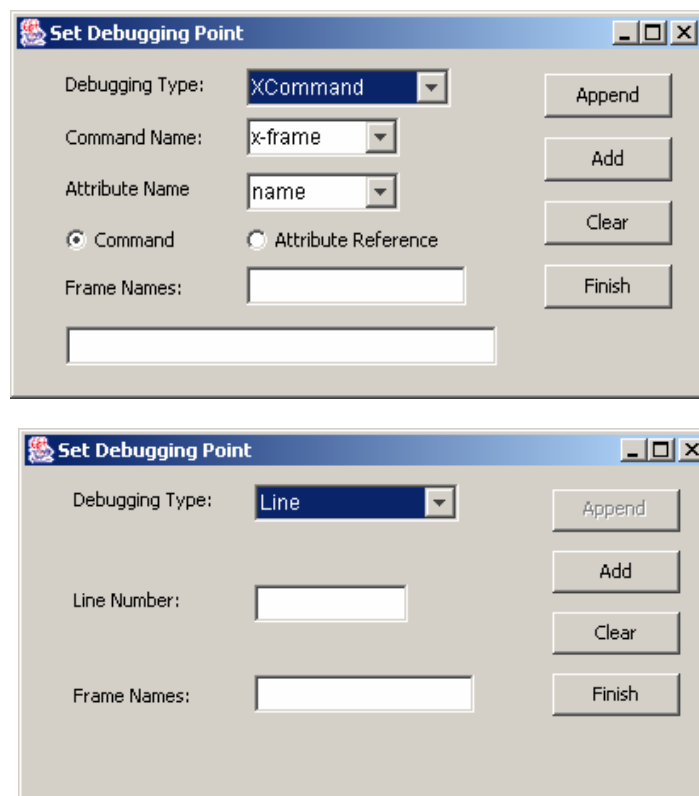 Set Debugging Point
Debugging Type: XCommand Append
Command Name: x-frame Add
Attribute Name name Clear
Command Attribute Reference
Frame Names: Finish
Set Debugging Point
Debugging Type: Line Append
Add
Line Number:
Clear
Frame Names: Finish